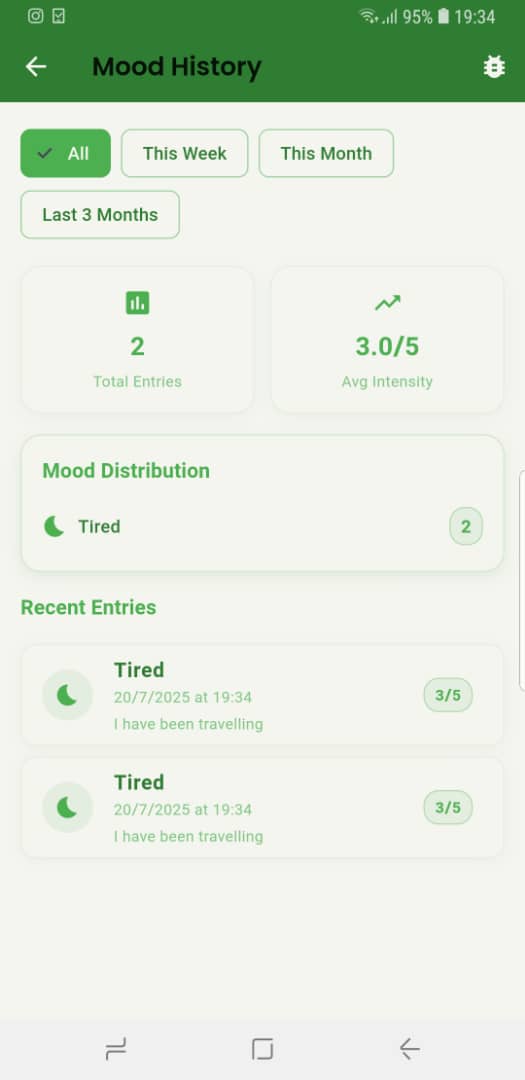 95% 19:34
Mood History
All This Week This Month
Last 3 Months
2 3.0/5
Total Entries Avg Intensity
Mood Distribution
Tired 2
Recent Entries
Tired
20/7/2025 at 19:34 3/5
I have been travelling
Tired
20/7/2025 at 19:34 3/5
I have been travelling